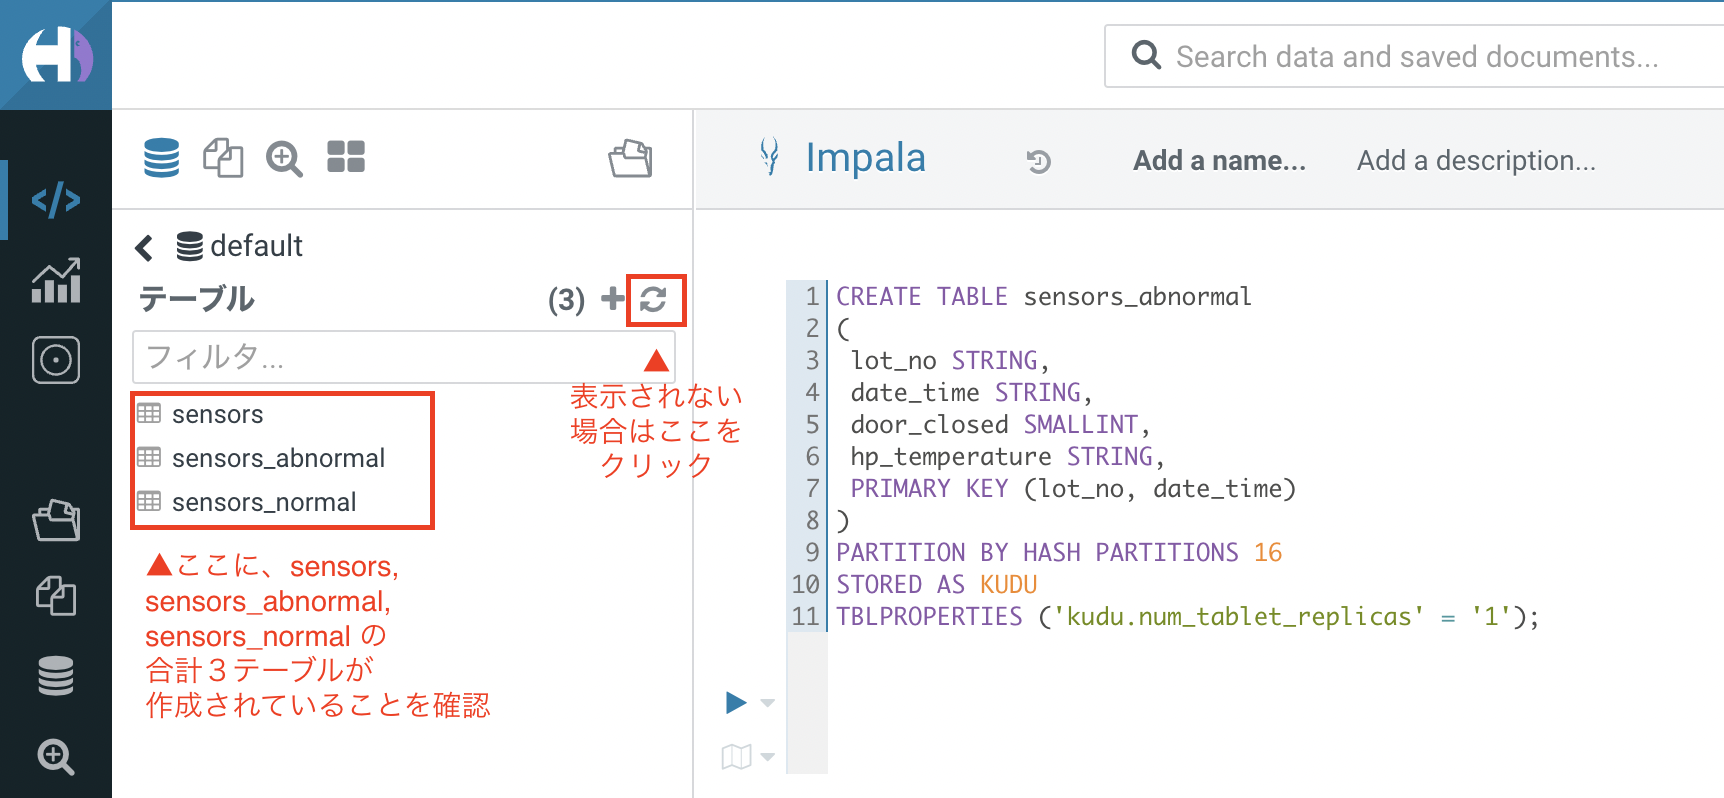 Search data and saved documents...
Impala
Add a name...
Add a description...
default
テーブル
(3)
フィルタ...
表示されない
場合はここを
クリック
sensors
sensors_abnormal
sensors_normal
▲ここに、sensors,
sensors_abnormal,
sensors_normal の
合計３テーブルが
作成されていることを確認
1 CREATE TABLE sensors_abnormal
2 (
3 lot_no STRING,
4 date_time STRING,
5 door_closed SMALLINT,
6 hp_temperature STRING,
7 PRIMARY KEY (lot_no, date_time)
8 )
9 PARTITION BY HASH PARTITIONS 16
10 STORED AS KUDU
11 TBLPROPERTIES ('kudu.num_tablet_replicas' = '1');